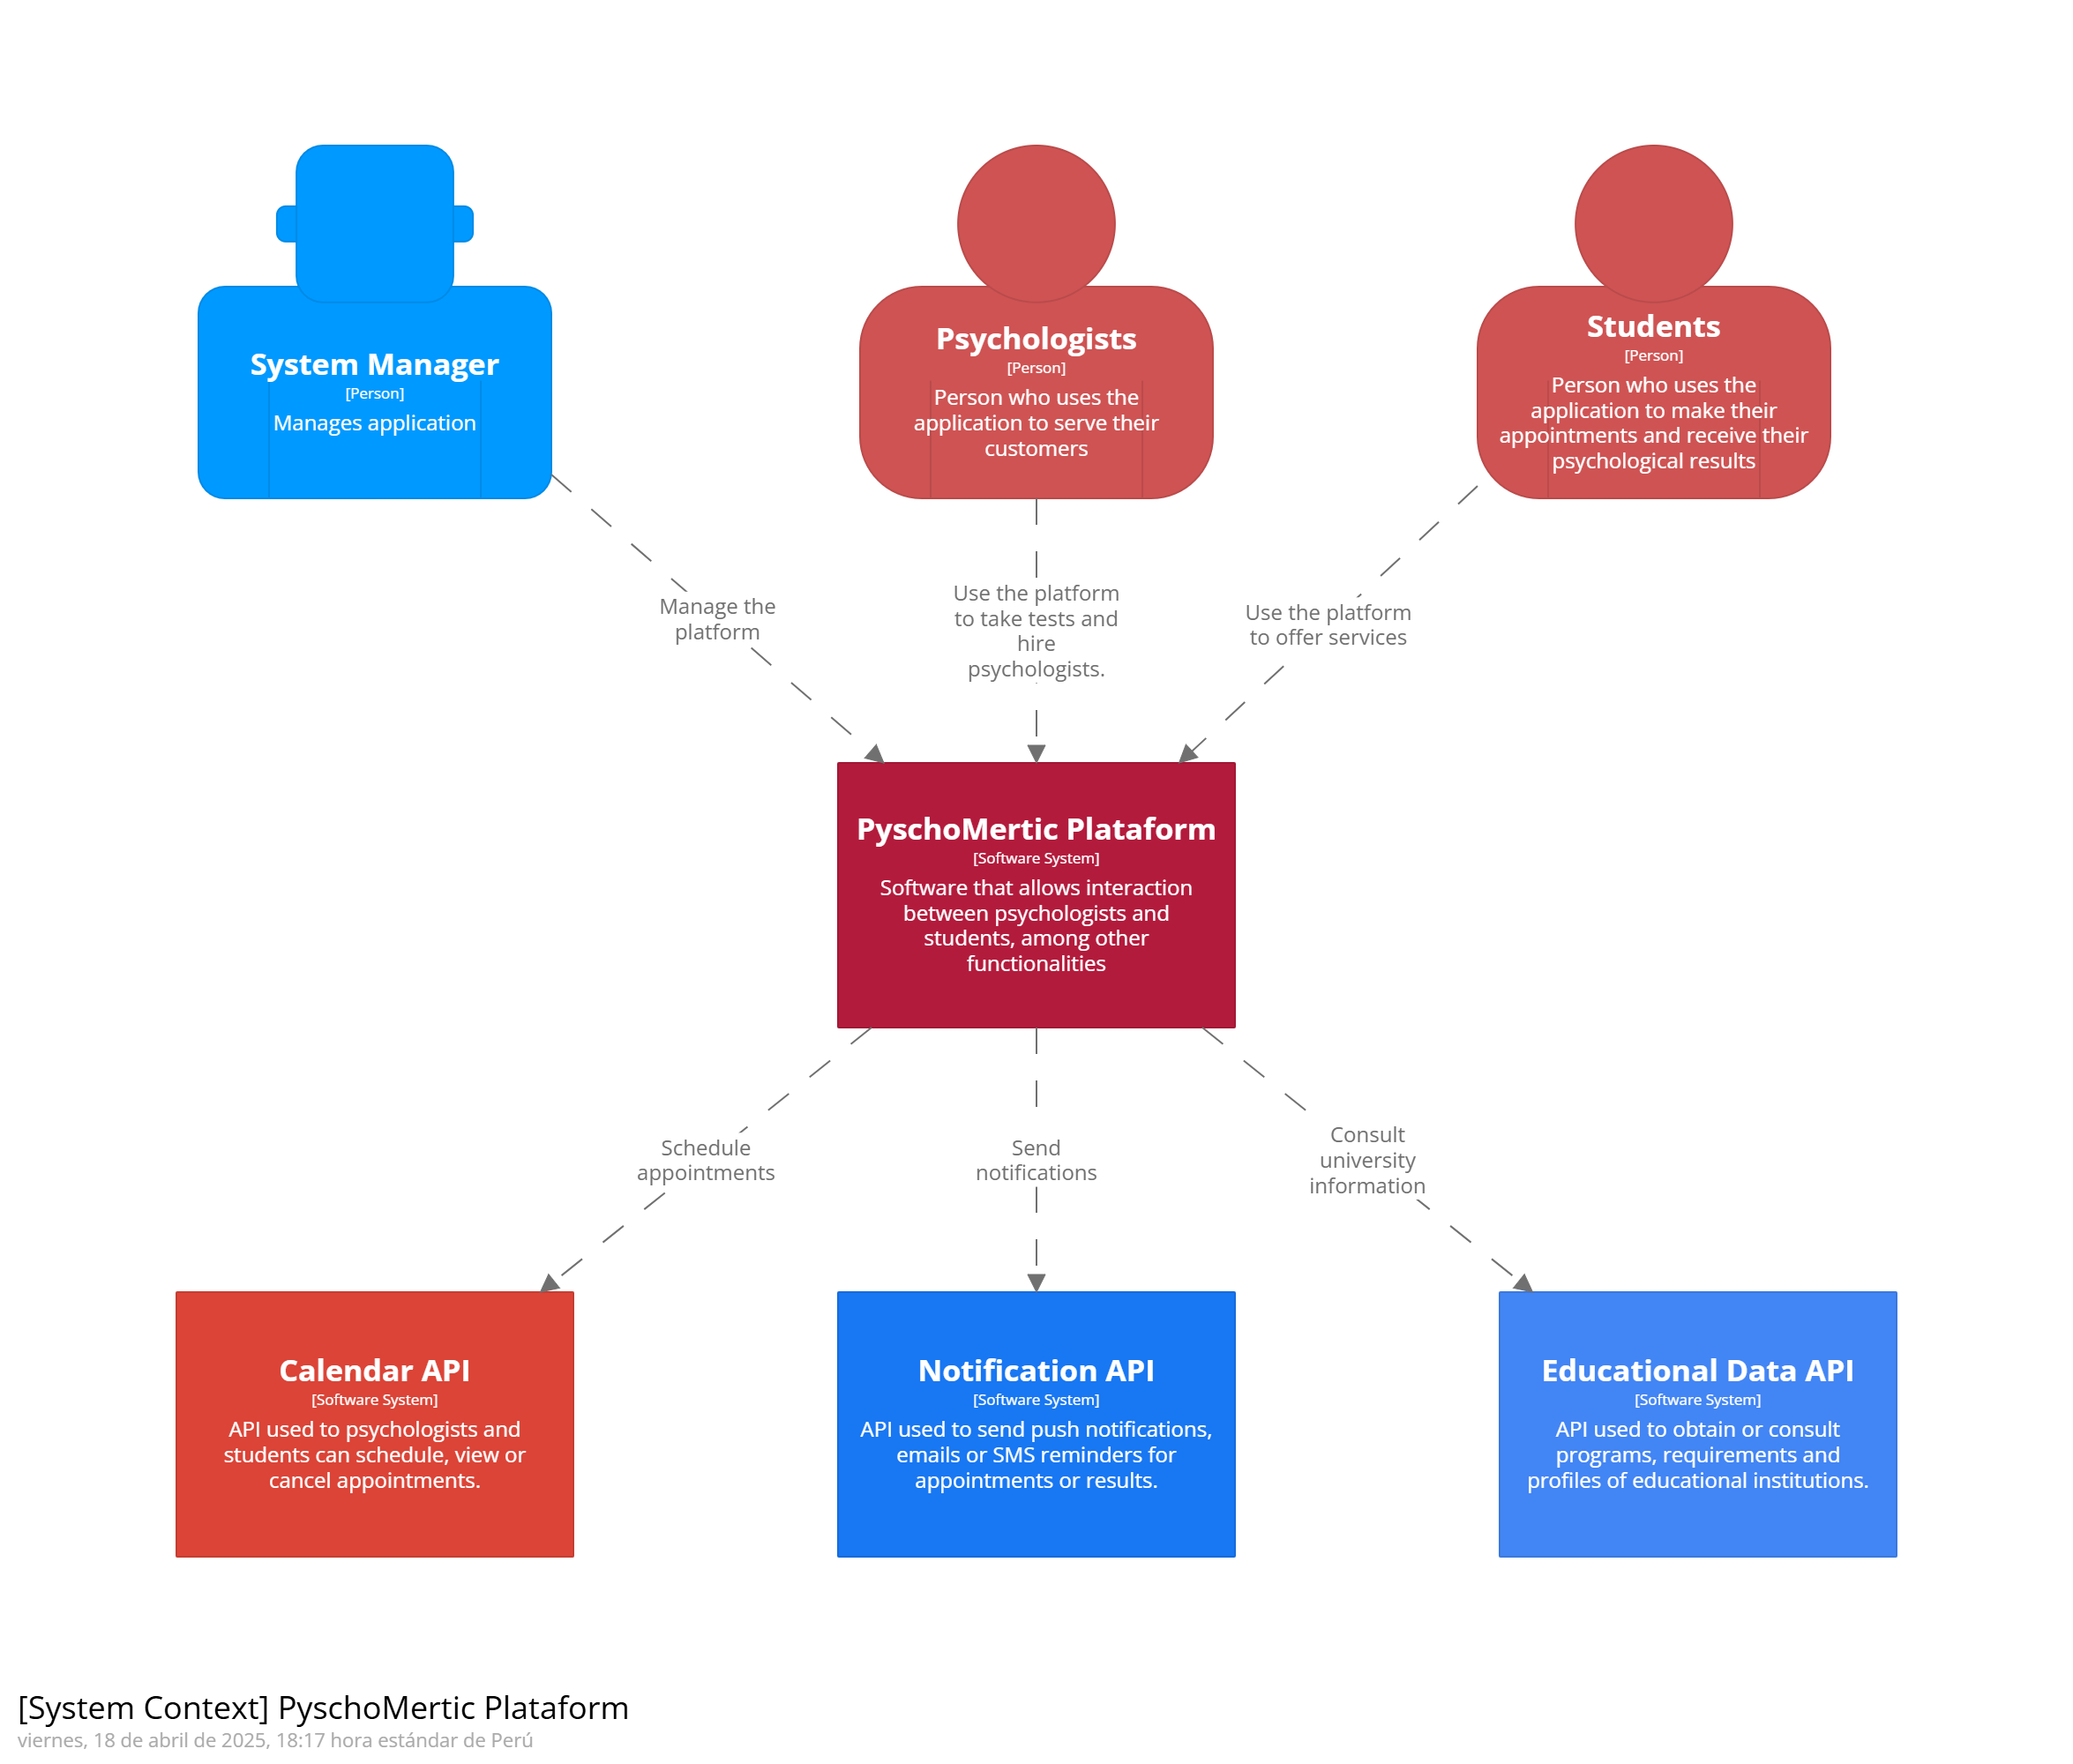 System Manager
[Person]
Manages application
Psychologists
[Person]
Person who uses the
application to serve their
customers
Students
[Person]
Person who uses the
application to make their
appointments and receive their
psychological results
Manage the
platform
Use the platform
to take tests and
hire
psychologists.
Use the platform
to offer services
PyschoMertic Plataform
[Software System]
Software that allows interaction
between psychologists and
students, among other
functionalities
Schedule
appointments
Send
notifications
Consult
university
information
Calendar API
[Software System]
API used to psychologists and
students can schedule, view or
cancel appointments.
Notification API
[Software System]
API used to send push notifications,
emails or SMS reminders for
appointments or results.
Educational Data API
[Software System]
API used to obtain or consult
programs, requirements and
profiles of educational institutions.
[System Context] PyschoMertic Plataform
viernes, 18 de abril de 2025, 18:17 hora estándar de Perú